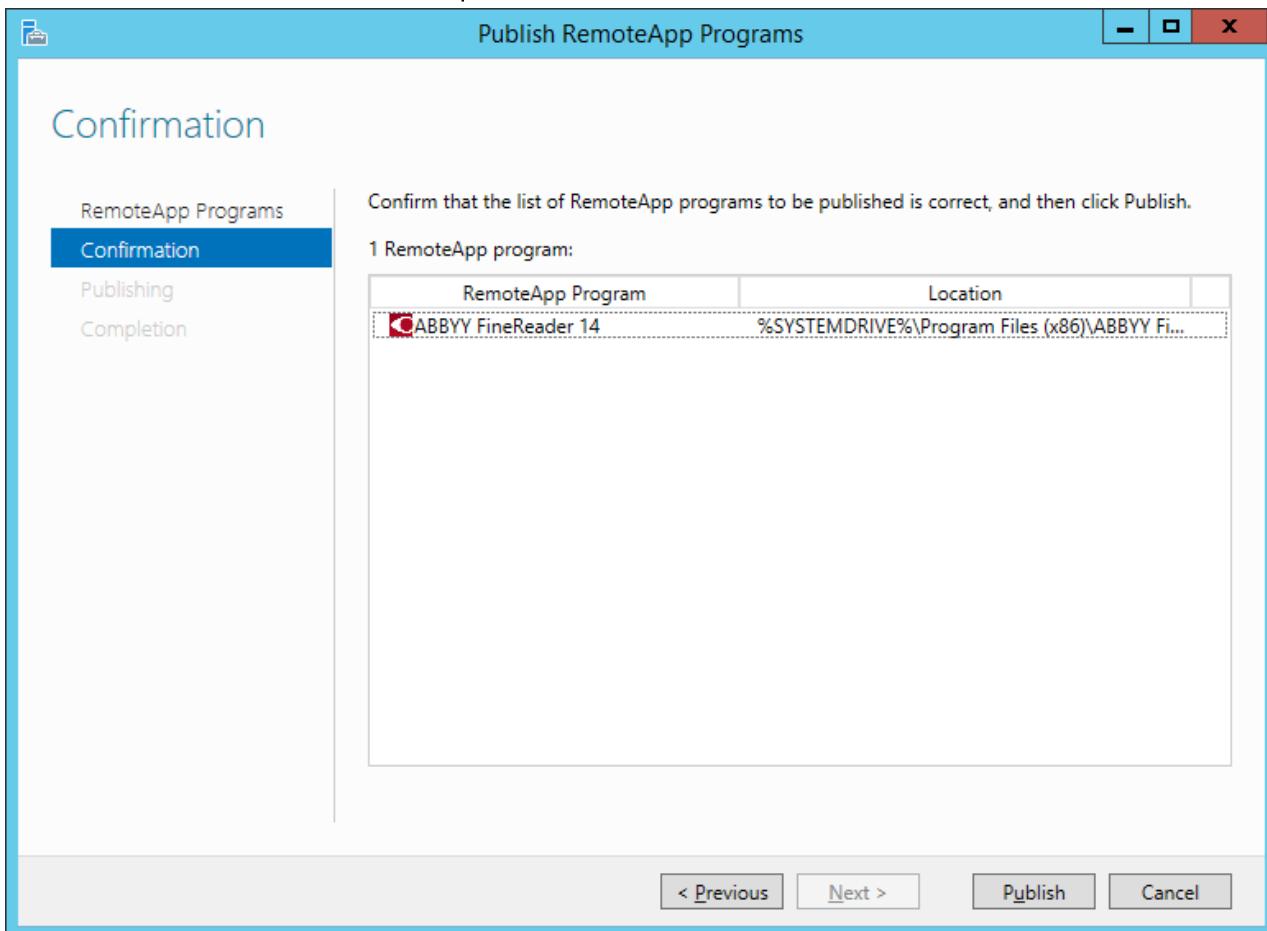 Publish RemoteApp Programs
Confirmation
RemoteApp Programs
Confirmation
Publishing
Completion
Confirm that the list of RemoteApp programs to be published is correct, and then click Publish.
1 RemoteApp program:
RemoteApp Program Location
ABBYY FineReader 14 %SYSTEMDRIVE%\Program Files (x86)\ABBYY Fi...
< Previous Next > Publish Cancel